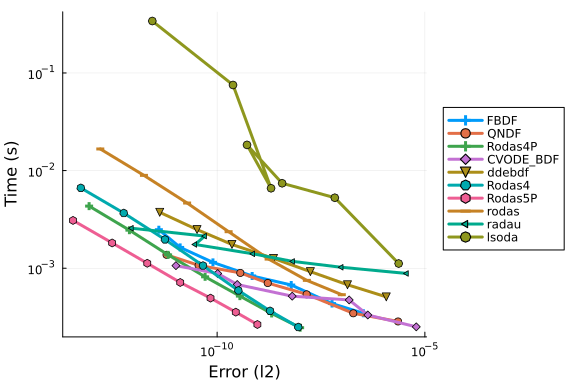 Time (s)
10⁻¹
10⁻²
10⁻³
10⁻¹⁰
10⁻⁵
Error (l2)
FBDF
QNDF
Rodas4P
CVODE_BDF
ddebdf
Rodas4
Rodas5P
rodas
radau
lsoda